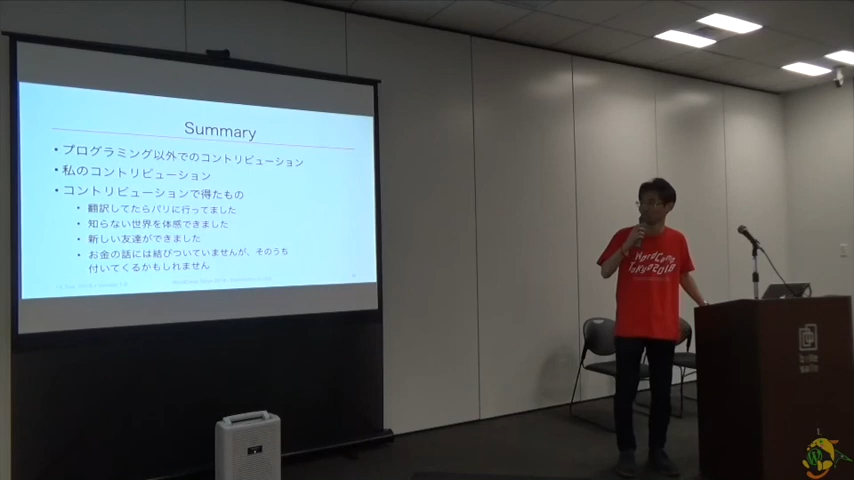 Summary
• プログラミング以外でのコントリビューション
• 私のコントリビューション
• コントリビューションで得たもの
• 翻訳してたらパリに行ってました
• 知らない世界を体感できました
• 新しい友達ができました
• お金の話には結びついていませんが、そのうち
付いてくるかもしれません
WordCamp
Tokyo2018